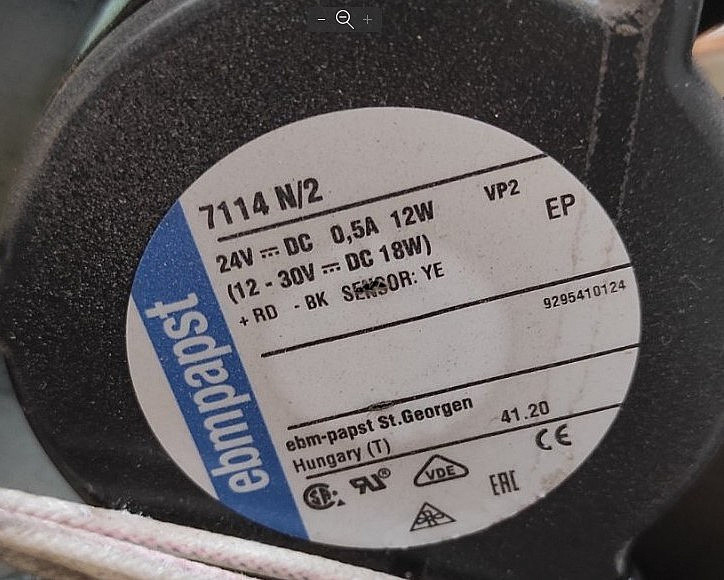 7114 N/2
VP2
24V ⎓ DC 0,5A 12W
EP
(12 - 30V ⎓ DC 18W)
+ RD - BK SENSOR: YE
9295410124
ebmpapst
ebm-papst St.Georgen
41.20
Hungary (T)
CE
VDE
EAC